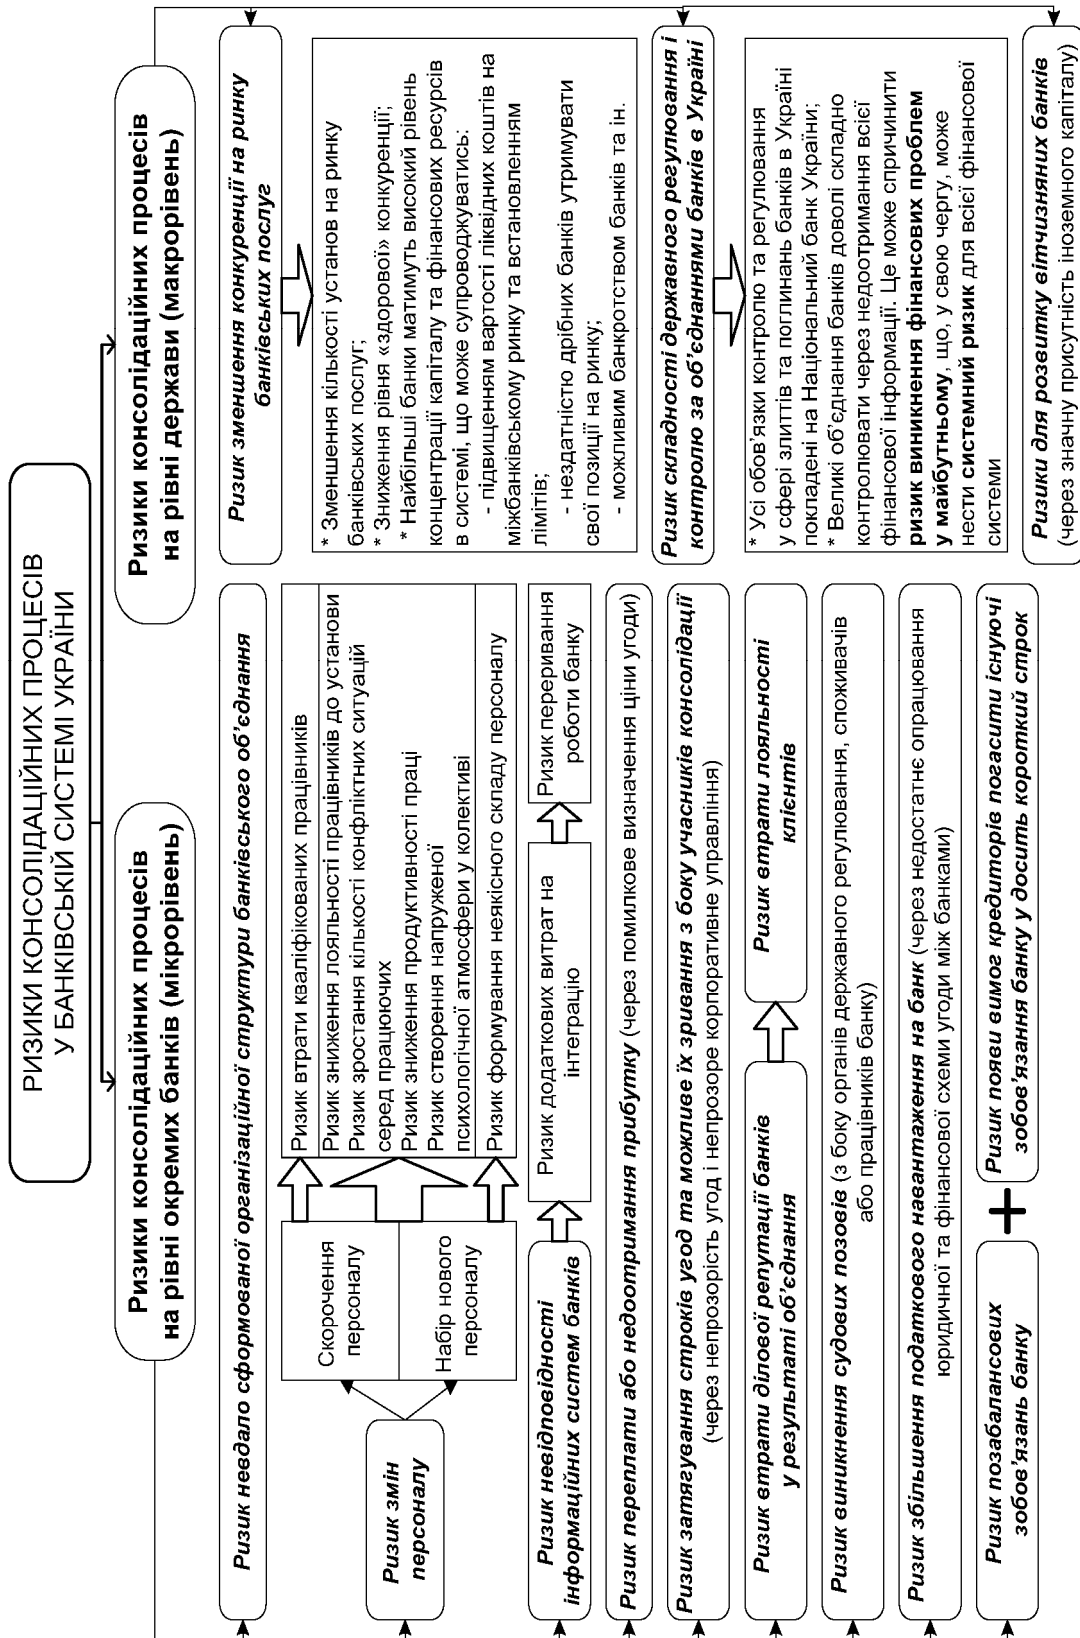 РИЗИКИ КОНСОЛІДАЦІЙНИХ ПРОЦЕСІВ
У БАНКІВСЬКІЙ СИСТЕМІ УКРАЇНИ
Ризики консолідаційних процесів
на рівні окремих банків (мікрорівень)
Ризик невдало сформованої організаційної структури банківського об’єднання
Ризик змін
персоналу
Скорочення
персоналу
Набір нового
персоналу
Ризик втрати кваліфікованих працівників
Ризик зниження лояльності працівників до установи
Ризик зростання кількості конфліктних ситуацій
серед працюючих
Ризик зниження продуктивності праці
Ризик створення напруженої
психологічної атмосфери у колективі
Ризик формування неякісного складу персоналу
Ризик невідповідності
інформаційних систем банків
Ризик додаткових витрат на
інтеграцію
Ризик переривання
роботи банку
Ризик переплати або недоотримання прибутку (через помилкове визначення ціни угоди)
Ризик затягування строків угод та можливе їх зривання з боку учасників консолідації
(через непрозорість угод і непрозоре корпоративне управління)
Ризик втрати ділової репутації банків
у результаті об’єднання
Ризик втрати лояльності
клієнтів
Ризик виникнення судових позовів (з боку органів державного регулювання, споживачів
або працівників банку)
Ризик збільшення податкового навантаження на банк (через недостатнє опрацювання
юридичної та фінансової схеми угоди між банками)
Ризик позабалансових
зобов’язань банку
+
Ризик появи вимог кредиторів погасити існуючі
зобов’язання банку у досить короткий строк
Ризики консолідаційних процесів
на рівні держави (макрорівень)
Ризик зменшення конкуренції на ринку
банківських послуг
* Зменшення кількості установ на ринку
банківських послуг;
* Зниження рівня «здорової» конкуренції;
* Найбільші банки матимуть високий рівень
концентрації капіталу та фінансових ресурсів
в системі, що може супроводжуватись:
- підвищенням вартості ліквідних коштів на
міжбанківському ринку та встановленням
лімітів;
- нездатністю дрібних банків утримувати
свої позиції на ринку;
- можливим банкротством банків та ін.
Ризик складності державного регулювання і
контролю за об’єднаннями банків в Україні
* Усі обов’язки контролю та регулювання
у сфері злиттів та поглинань банків в Україні
покладені на Національний банк України;
* Великі об’єднання банків доволі складно
контролювати через недоотримання всієї
фінансової інформації. Це може спричинити
ризик виникнення фінансових проблем
у майбутньому, що, у свою чергу, може
нести системний ризик для всієї фінансової
системи
Ризики для розвитку вітчизняних банків
(через значну присутність іноземного капіталу)